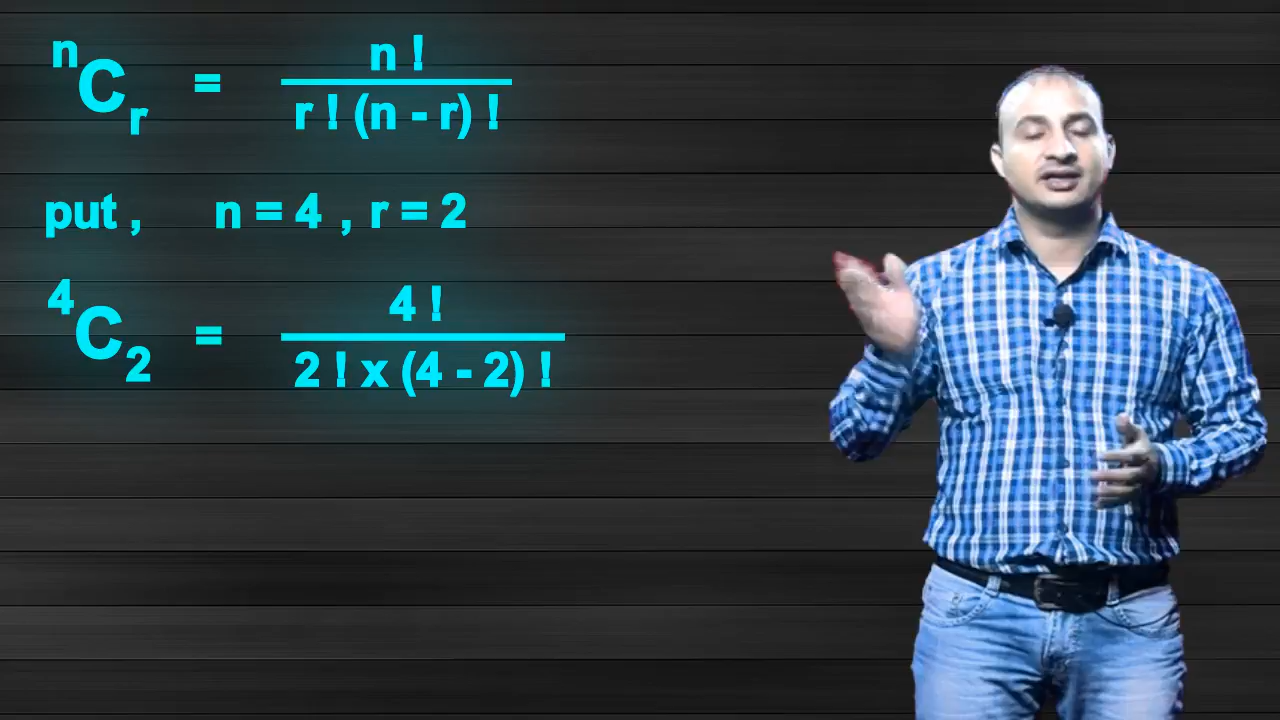 nCr = n ! / r ! (n - r) !
put , n = 4 , r = 2
4C2 = 4 ! / 2 ! x (4 - 2) !